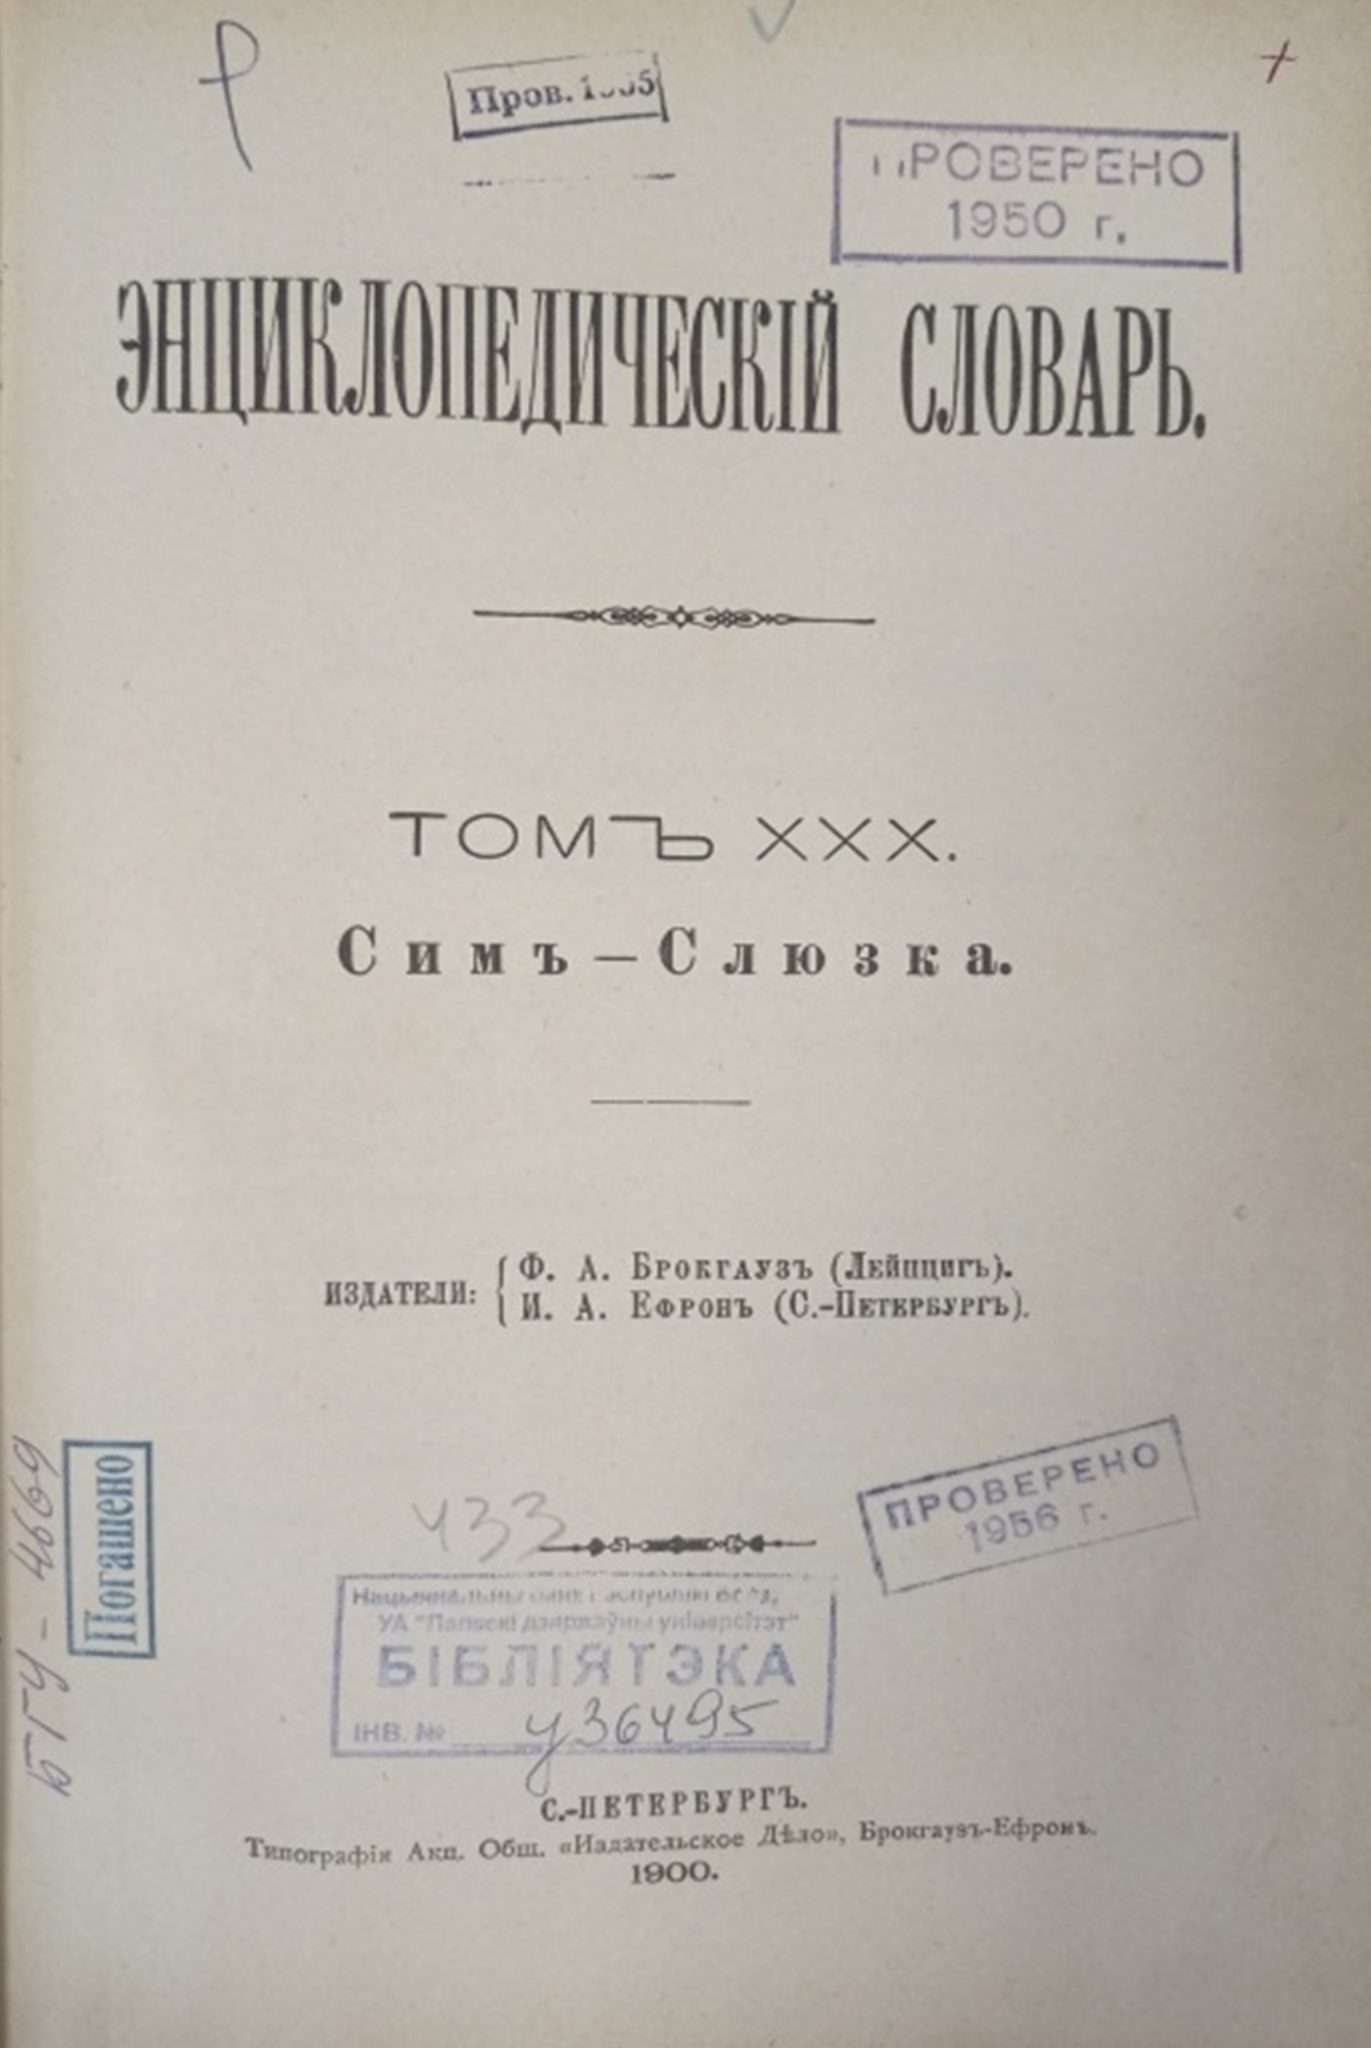 Пров.
ПРОВЕРЕНО
1950 г.
ЭНЦИКЛОПЕДИЧЕСКІЙ СЛОВАРЬ.
ТОМЪ XXX.
Симъ — Слюзка.
ИЗДАТЕЛИ:
Ф. А. Брокгаузъ (Лейпцигъ).
И. А. Ефронъ (С.-Петербургъ).
БГУ - 4669
Погашено
433
ПРОВЕРЕНО
1956 г.
УА "Полоскі дзяржаўны універсітэт"
БІБЛІЯТЭКА
ІНВ. № у36495
С.-ПЕТЕРБУРГЪ.
Типографія Акц. Общ. «Издательское Дѣло», Брокгаузъ-Ефронъ.
1900.